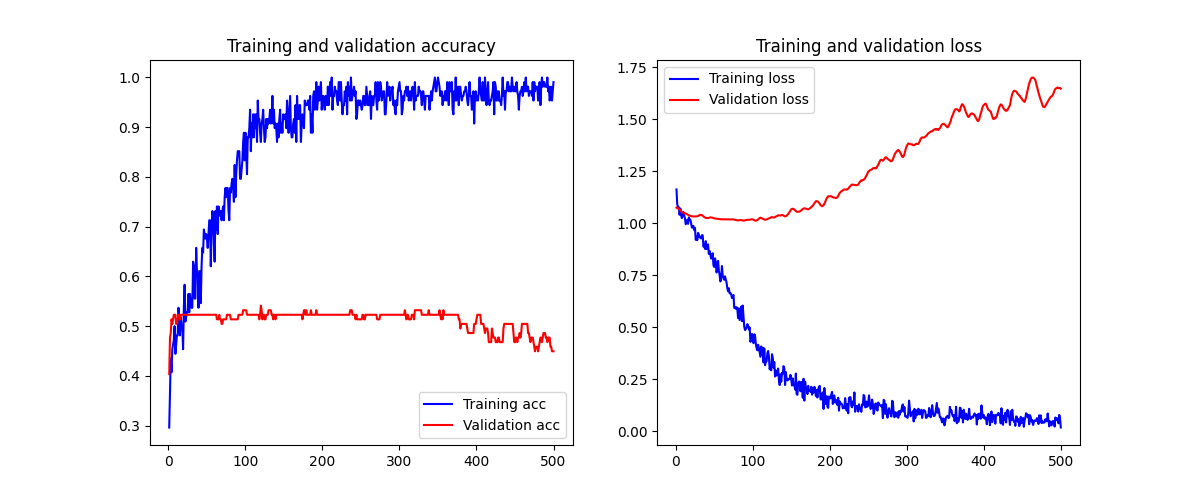 Training and validation accuracy
1.0
0.9
0.8
0.7
0.6
0.5
0.4
0.3
0 100 200 300 400 500
Training acc
Validation acc
Training and validation loss
1.75
1.50
1.25
1.00
0.75
0.50
0.25
0.00
0 100 200 300 400 500
Training loss
Validation loss